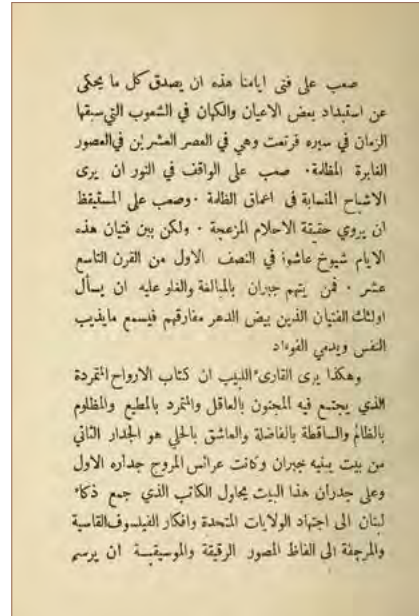 صعب على فتى ايامنا هذه ان يصدق كل ما يحكى
عن استبداد بعض الاعيان والكهان في الشعوب التي سبقها
الزمان في سيره فرتعت وهي في العصر العشرين في العصور
الغابرة المظلمة. صعب على الواقف في النور ان يرى
الاشباح المنسابة في اعماق الظلمة. وصعب على المستيقظ
ان يروي حقيقة الاحلام المزعجة. ولكن بين فتيان هذه
الايام شيوخ عاشوا في النصف الاول من القرن التاسع
عشر. فمن يتهم جبران بالمبالغة والغلو عليه ان يسأل
اولئك الفتيان الذين بيض الدهر مفارقهم فيسمع ما يذيب
النفس ويدمي الفوءاد
وهكذا يرى القارىء اللبيب ان كتاب الارواح المتمردة
الذي يجتمع فيه المجنون بالعاقل والمتمرد بالمطيع والمظلوم
بالظالم والساقطة بالفاضلة والعاشق بالخلي هو الجدار الثاني
من بيت يبنيه جبران وكانت عرائس المروج جداره الاول
وعلى جدران هذا البيت يحاول الكاتب الذي جمع ذكاء
لبنان الى اجتهاد الولايات المتحدة وافكار الفيلسوف القاسية
والمرجفة الى الفاظ المصور الرقيقة والموسيقية ان يرسم